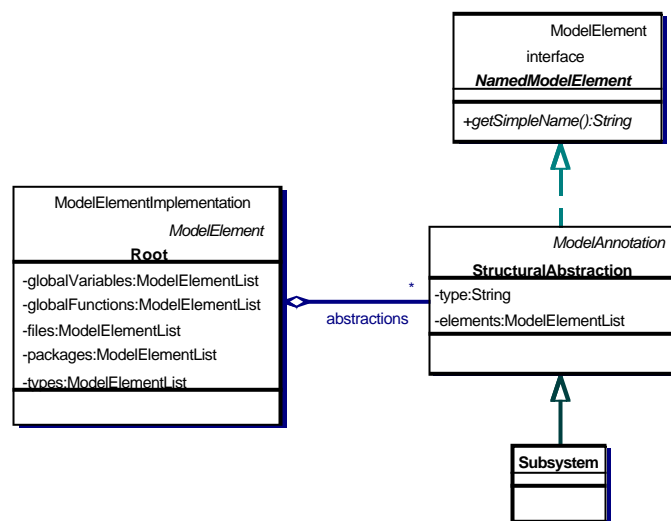 ModelElement
interface
NamedModelElement
+getSimpleName():String
ModelElementImplementation
ModelElement
Root
-globalVariables:ModelElementList
-globalFunctions:ModelElementList
-files:ModelElementList
-packages:ModelElementList
-types:ModelElementList
*
abstractions
ModelAnnotation
StructuralAbstraction
-type:String
-elements:ModelElementList
Subsystem